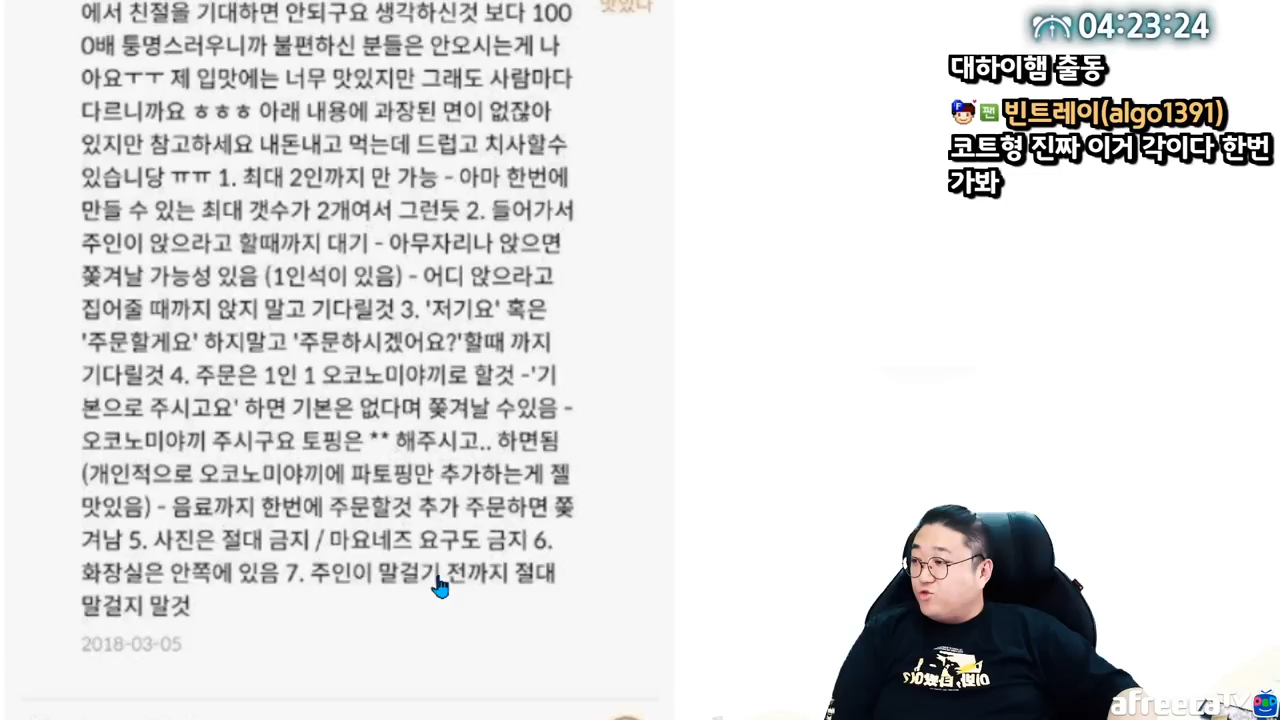 에서 친절을 기대하면 안되구요 생각하신것 보다 100
0배 퉁명스러우니까 불편하신 분들은 안오시는게 나
아요ㅜㅜ 제 입맛에는 너무 맛있지만 그래도 사람마다
다르니까요 ㅎㅎㅎ 아래 내용에 과장된 면이 없잖아
있지만 참고하세요 내돈내고 먹는데 드럽고 치사할수
있습니당 ㅠㅠ 1. 최대 2인까지 만 가능 - 아마 한번에
만들 수 있는 최대 갯수가 2개여서 그런듯 2. 들어가서
주인이 앉으라고 할때까지 대기 - 아무자리나 앉으면
쫓겨날 가능성 있음 (1인석이 있음) - 어디 앉으라고
집어줄 때까지 앉지 말고 기다릴것 3. '저기요' 혹은
'주문할게요' 하지말고 '주문하시겠어요?'할때 까지
기다릴것 4. 주문은 1인 1 오코노미야끼로 할것 -'기
본으로 주시고요' 하면 기본은 없다며 쫓겨날 수있음 -
오코노미야끼 주시구요 토핑은 ** 해주시고.. 하면됨
(개인적으로 오코노미야끼에 파토핑만 추가하는게 젤
맛있음) - 음료까지 한번에 주문할것 추가 주문하면 쫓
겨남 5. 사진은 절대 금지 / 마요네즈 요구도 금지 6.
화장실은 안쪽에 있음 7. 주인이 말걸기 전까지 절대
말걸지 말것
2018-03-05
맛있다
04:23:24
대하이햄 출동
F 팬 빈트레이(algo1391)
코트형 진짜 이거 각이다 한번
가봐
afreecaTV